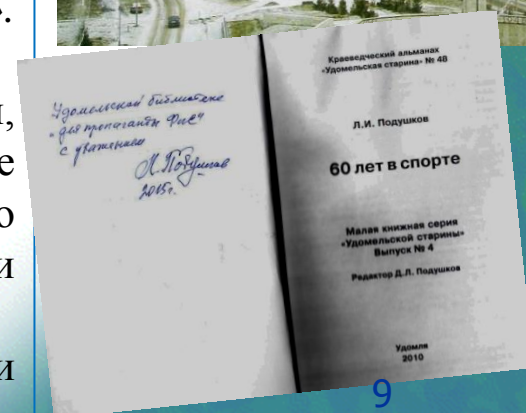 .
,
е
о
и
и
Удомельской библиотеке
"для пропаганды ФиС"
с уважением
Л. Подушков
2015г.
Краеведческий альманах
«Удомельская старина» № 48
Л.И. Подушков
60 лет в спорте
Малая книжная серия
«Удомельской старины»
Выпуск № 4
Редактор Д.Л. Подушков
Удомля
2010
9